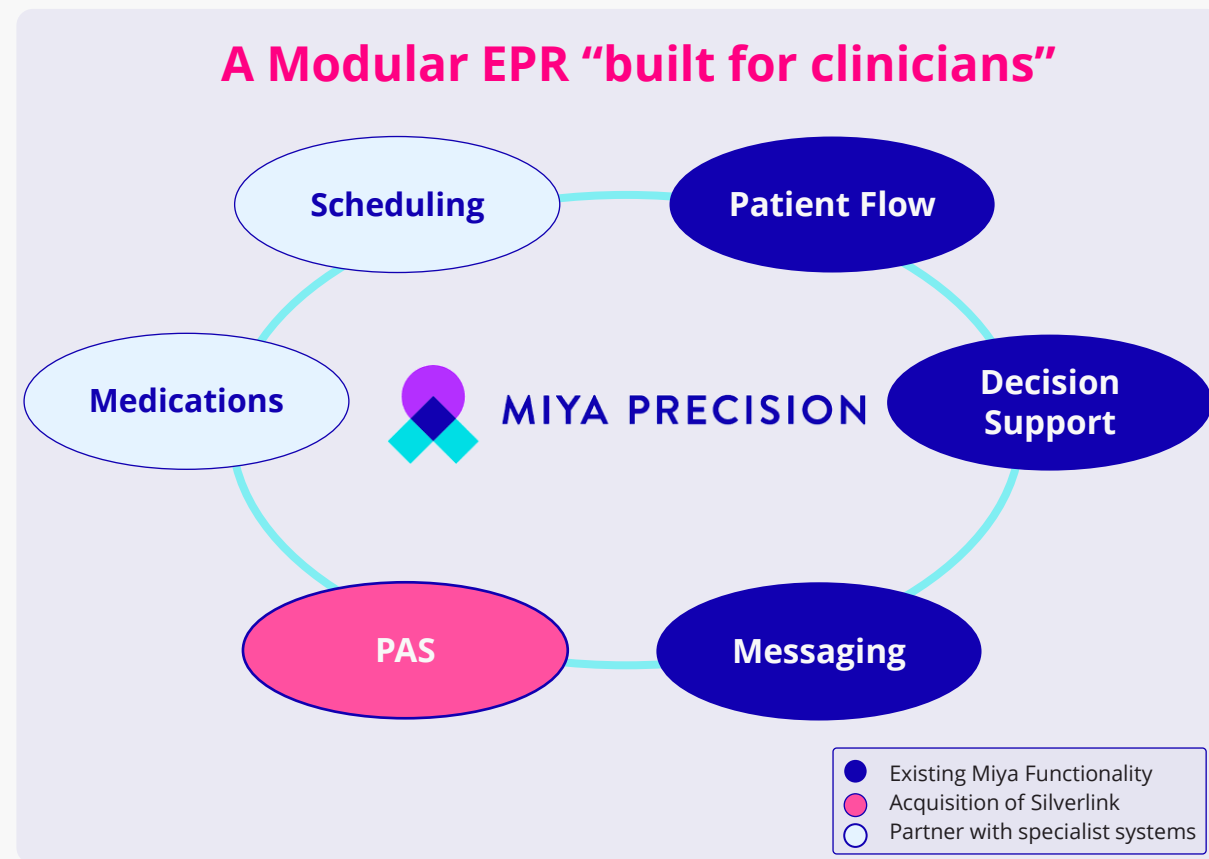 A Modular EPR “built for clinicians”
Scheduling
Patient Flow
Medications
MIYA PRECISION
Decision
Support
PAS
Messaging
Existing Miya Functionality
Acquisition of Silverlink
Partner with specialist systems